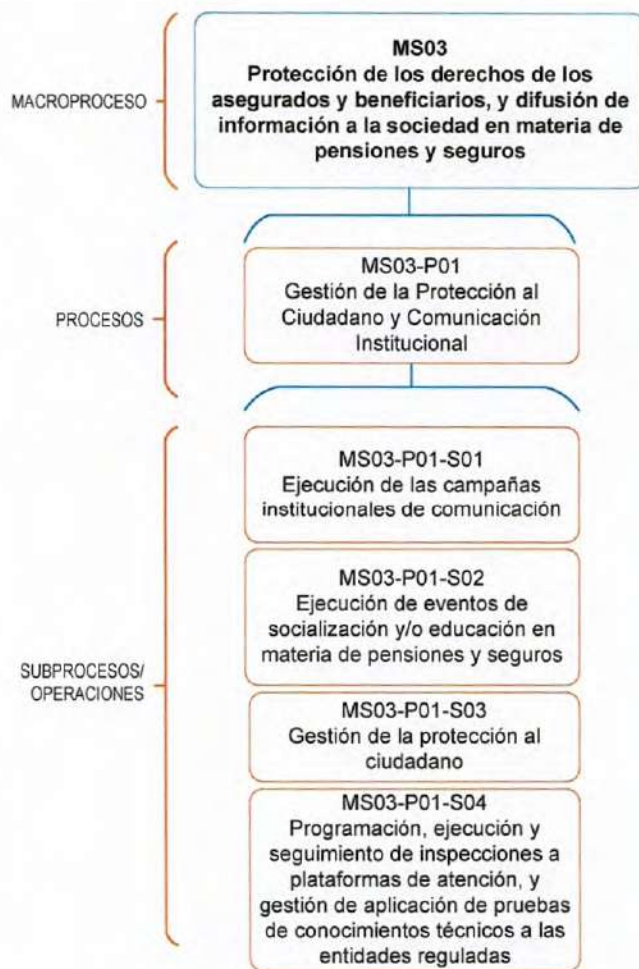 MACROPROCESO
MS03
Protección de los derechos de los
asegurados y beneficiarios, y difusión de
información a la sociedad en materia de
pensiones y seguros
PROCESOS
MS03-P01
Gestión de la Protección al
Ciudadano y Comunicación
Institucional
SUBPROCESOS/
OPERACIONES
MS03-P01-S01
Ejecución de las campañas
institucionales de comunicación
MS03-P01-S02
Ejecución de eventos de
socialización y/o educación en
materia de pensiones y seguros
MS03-P01-S03
Gestión de la protección al
ciudadano
MS03-P01-S04
Programación, ejecución y
seguimiento de inspecciones a
plataformas de atención, y
gestión de aplicación de pruebas
de conocimientos técnicos a las
entidades reguladas